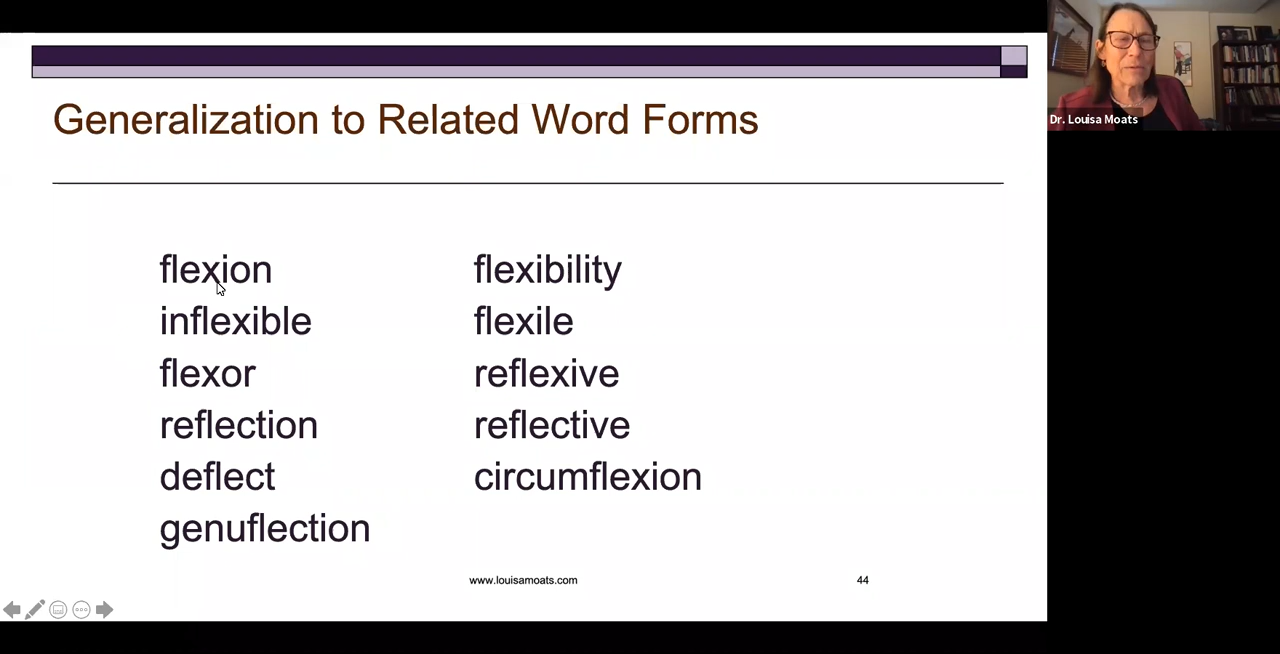 Generalization to Related Word Forms
flexion
inflexible
flexor
reflection
deflect
genuflection
flexibility
flexile
reflexive
reflective
circumflexion
www.louisamoats.com
44
Dr. Louisa Moats